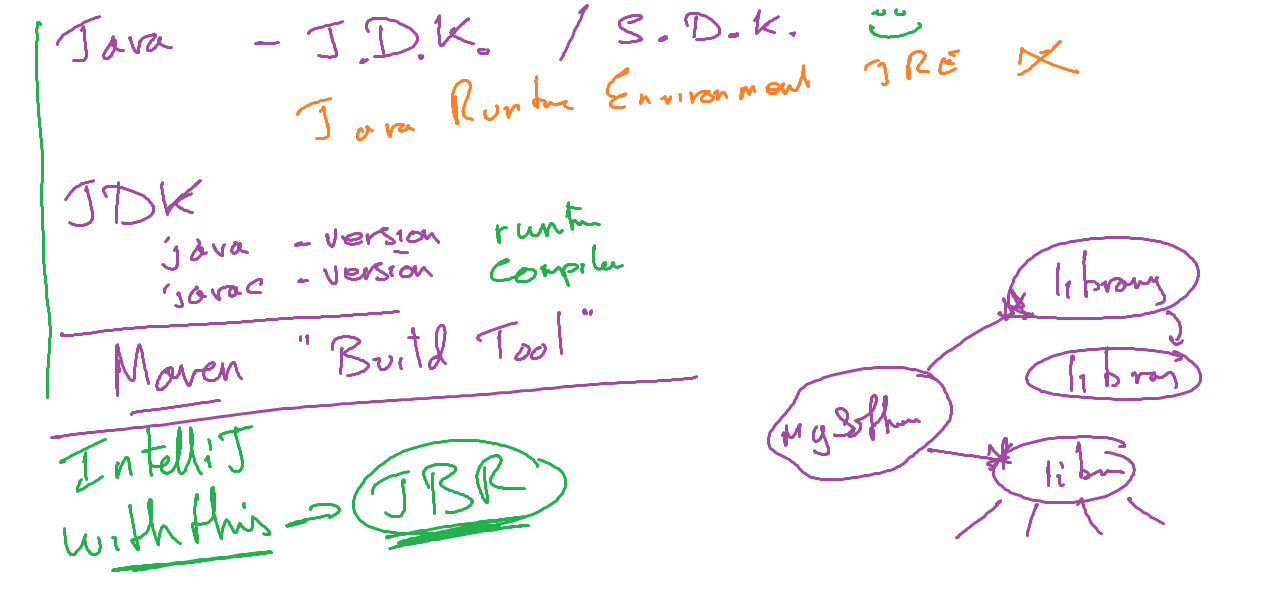 Java - J.D.K. / S.D.K.
Java Runtime Environment JRE
JDK
java - version runtime
javac - version compiler
Maven "Build Tool"
IntelliJ
with this → JBR
library
library
my software